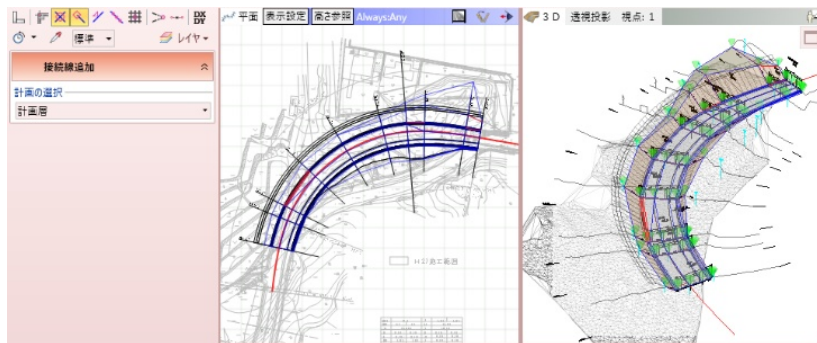 DX
DY
標準
レイヤ
接続線追加
計画の選択
計画層
平面 表示設定 高さ参照 Always:Any
3D 透視投影 視点: 1